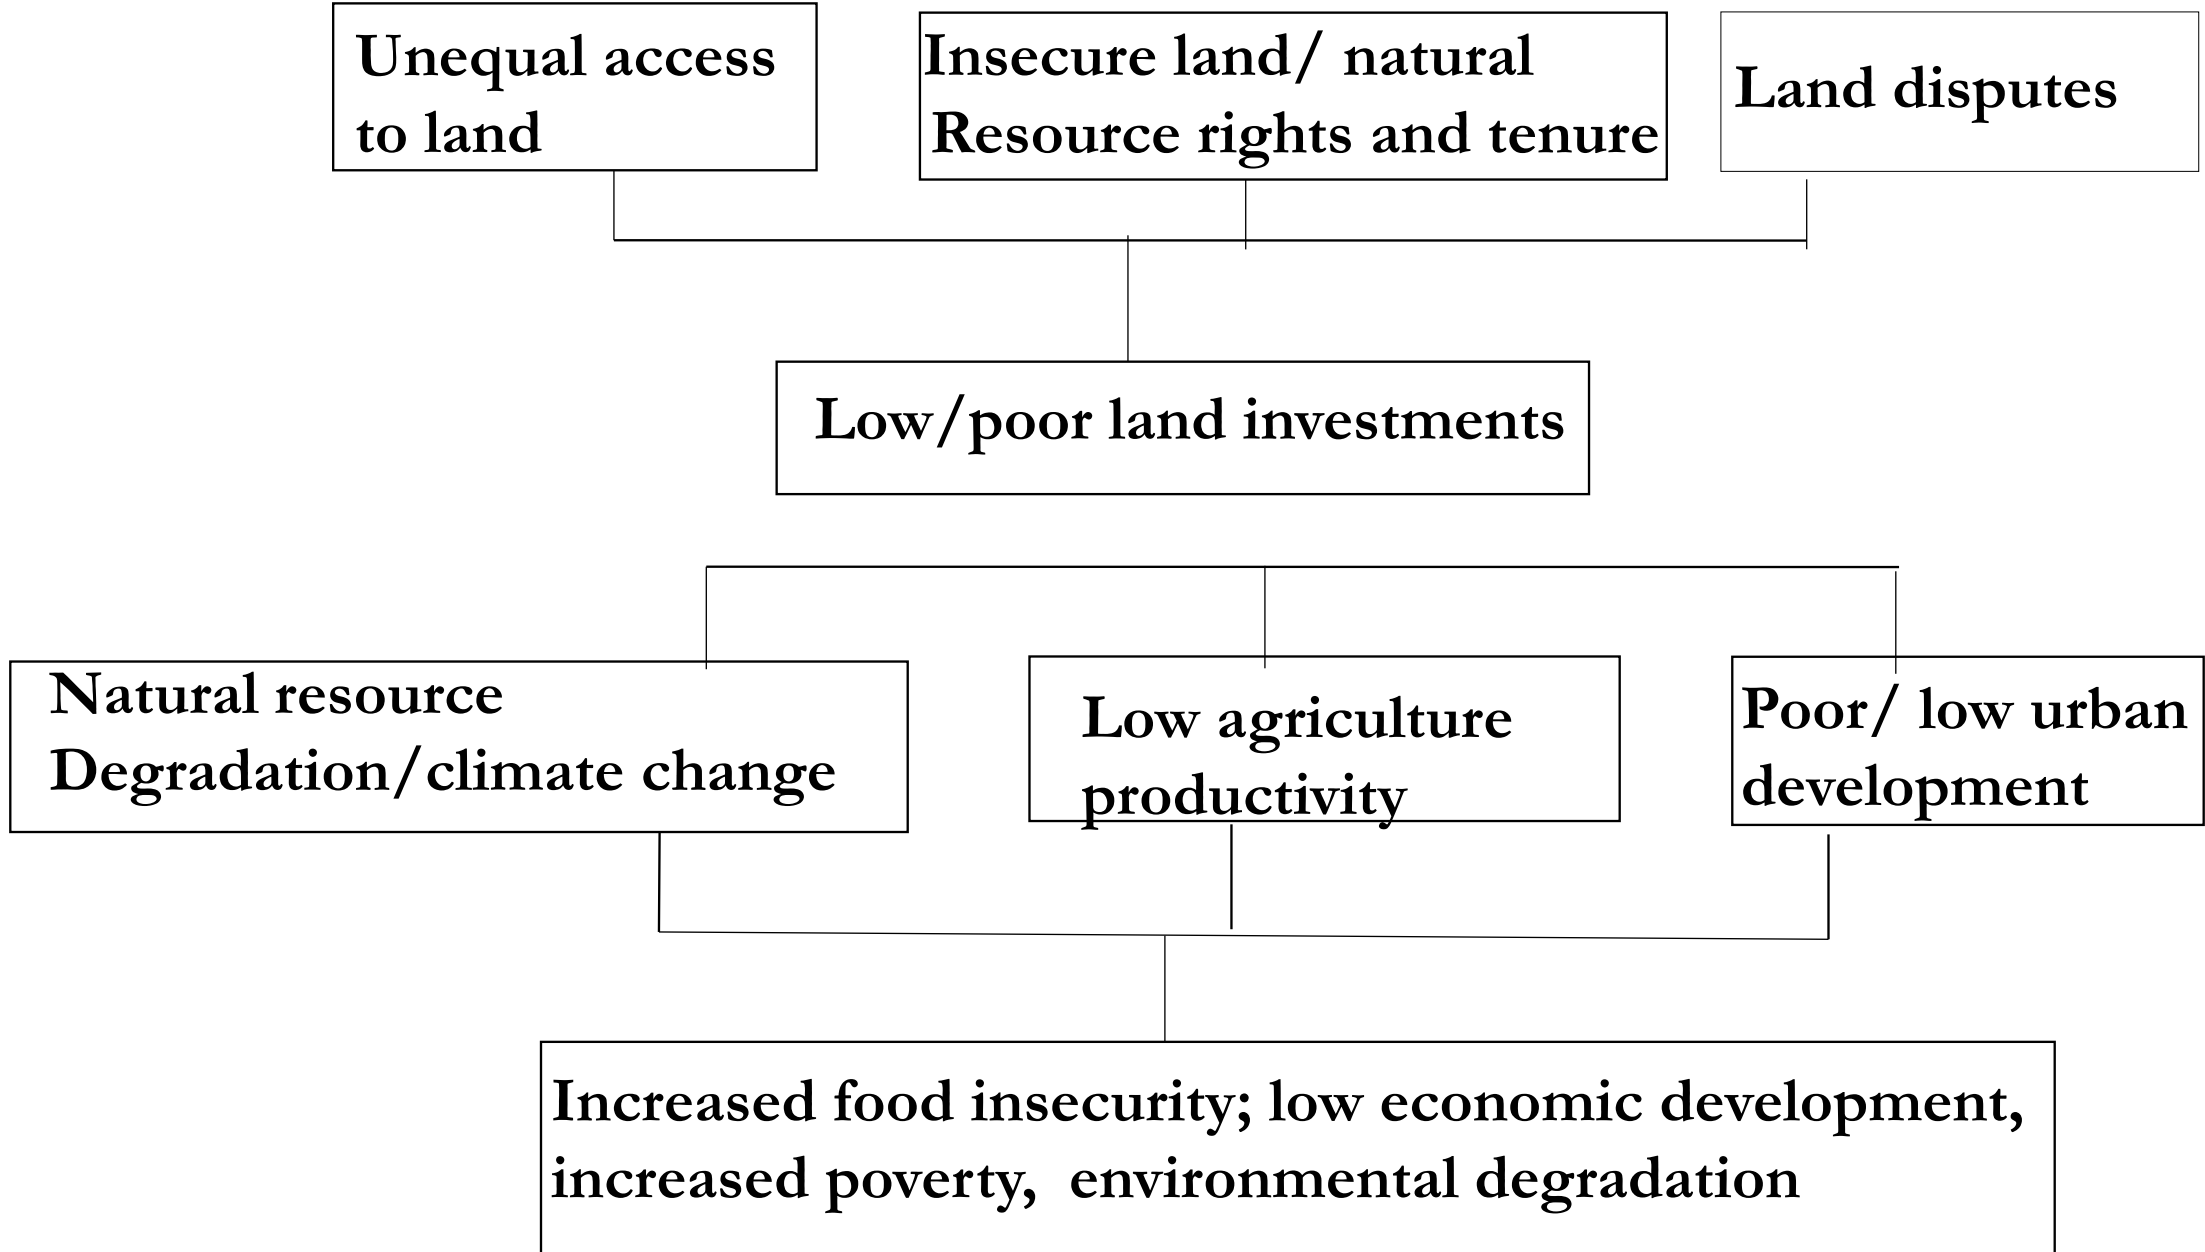 Unequal access
to land
Insecure land/ natural
Resource rights and tenure
Land disputes
Low/poor land investments
Natural resource
Degradation/climate change
Low agriculture
productivity
Poor/ low urban
development
Increased food insecurity; low economic development,
increased poverty,  environmental degradation